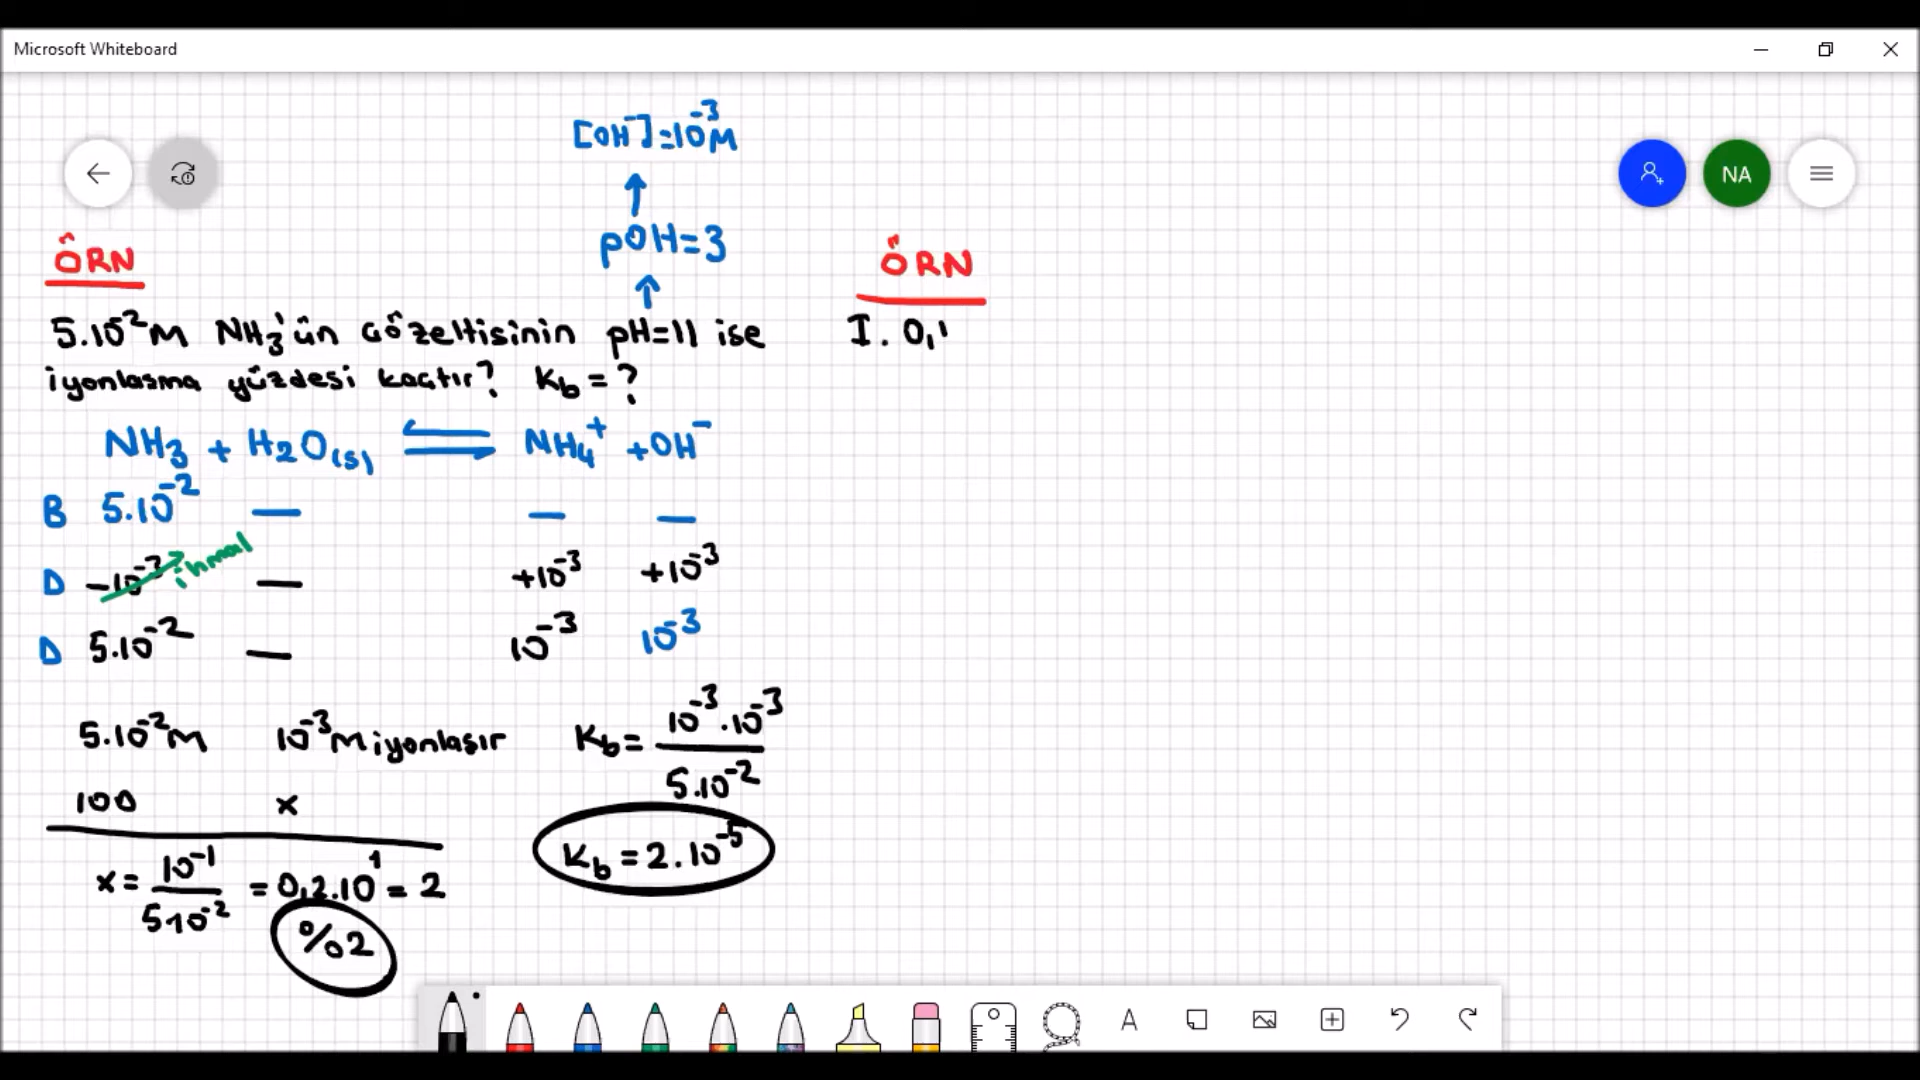 Microsoft Whiteboard
NA
[OH⁻]=10⁻³M
pOH=3
ÖRN
5.10⁻²M NH₃'ün çözeltisinin pH=11 ise
iyonlaşma yüzdesi kaçtır? Kb = ?
NH₃ + H₂O(s) ⇌ NH₄⁺ + OH⁻
B 5.10⁻² — — —
D -10⁻³ ihmal — +10⁻³ +10⁻³
D 5.10⁻² — 10⁻³ 10⁻³
5.10⁻²M 10⁻³M iyonlaşır
100 x
x = 10⁻¹ / 5.10⁻² = 0,2.10¹ = 2
%02
Kb = 10⁻³.10⁻³ / 5.10⁻²
Kb = 2.10⁻⁵
ÖRN
I. 0,1
A